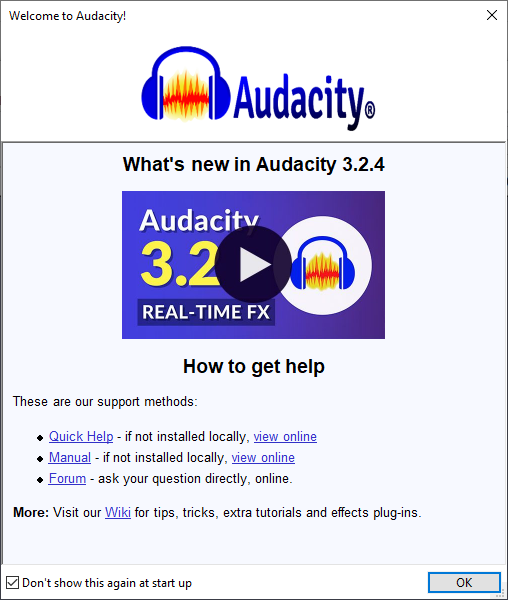 Welcome to Audacity!
Audacity®
What's new in Audacity 3.2.4
Audacity
3.2
REAL-TIME FX
How to get help
These are our support methods:
Quick Help - if not installed locally, view online
Manual - if not installed locally, view online
Forum - ask your question directly, online.
More: Visit our Wiki for tips, tricks, extra tutorials and effects plug-ins.
Don't show this again at start up
OK